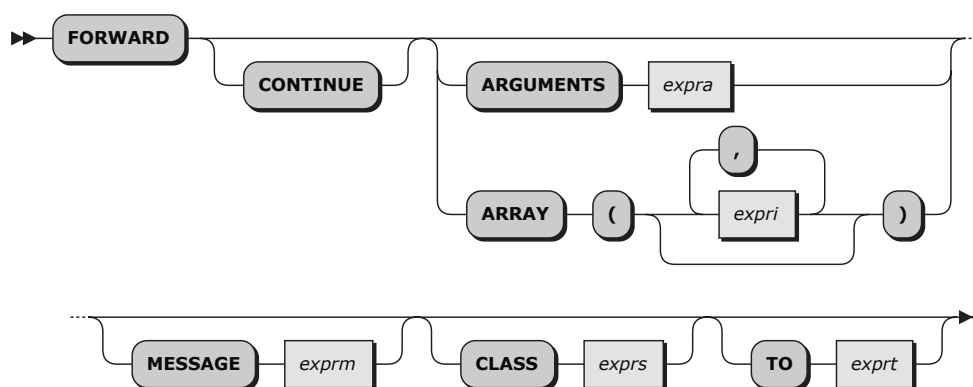 FORWARD
CONTINUE
ARGUMENTS expra
,
ARRAY ( expri )
MESSAGE exprm CLASS exprs TO exprt